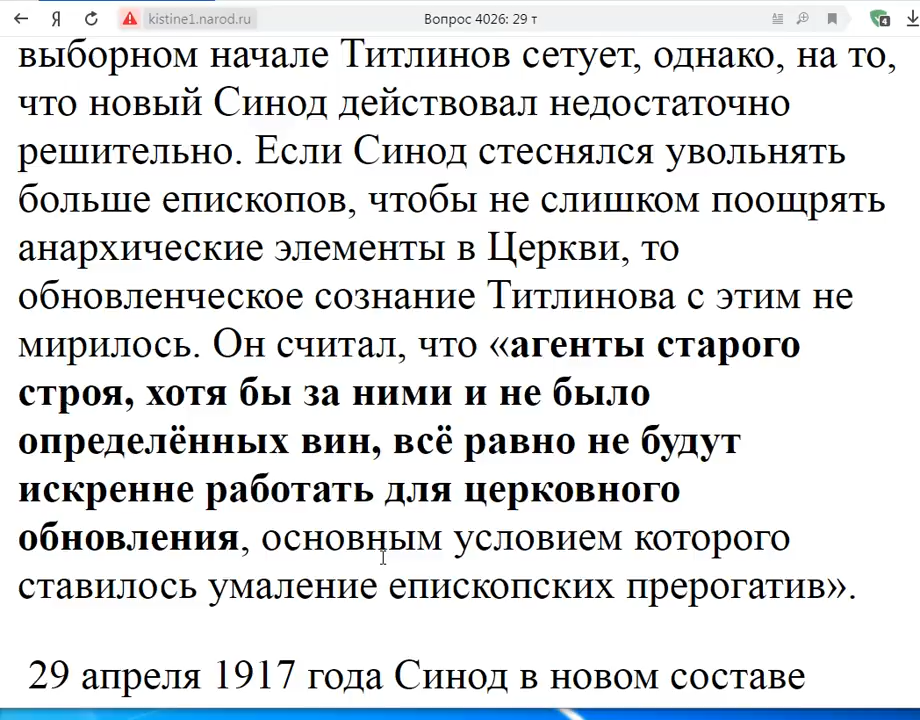 kistine1.narod.ru
Вопрос 4026: 29 т
4
выборном начале Титлинов сетует, однако, на то,
что новый Синод действовал недостаточно
решительно. Если Синод стеснялся увольнять
больше епископов, чтобы не слишком поощрять
анархические элементы в Церкви, то
обновленческое сознание Титлинова с этим не
мирилось. Он считал, что «агенты старого
строя, хотя бы за ними и не было
определённых вин, всё равно не будут
искренне работать для церковного
обновления, основным условием которого
ставилось умаление епископских прерогатив».
29 апреля 1917 года Синод в новом составе